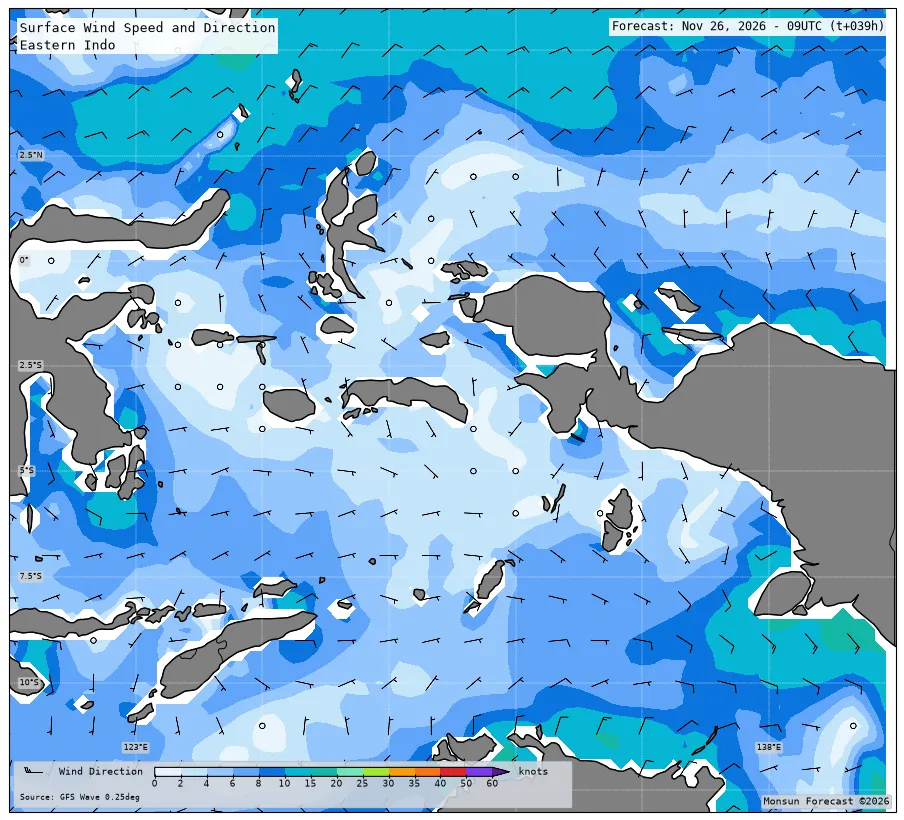 Surface Wind Speed and Direction
Eastern Indo
Forecast: Nov 26, 2026 - 09UTC (t+039h)
2.5°N
0°
2.5°S
5°S
7.5°S
10°S
123°E
138°E
Wind Direction
0 2 4 6 8 10 15 20 25 30 35 40 50 60
knots
Source: GFS Wave 0.25deg
Monsun Forecast ©2026